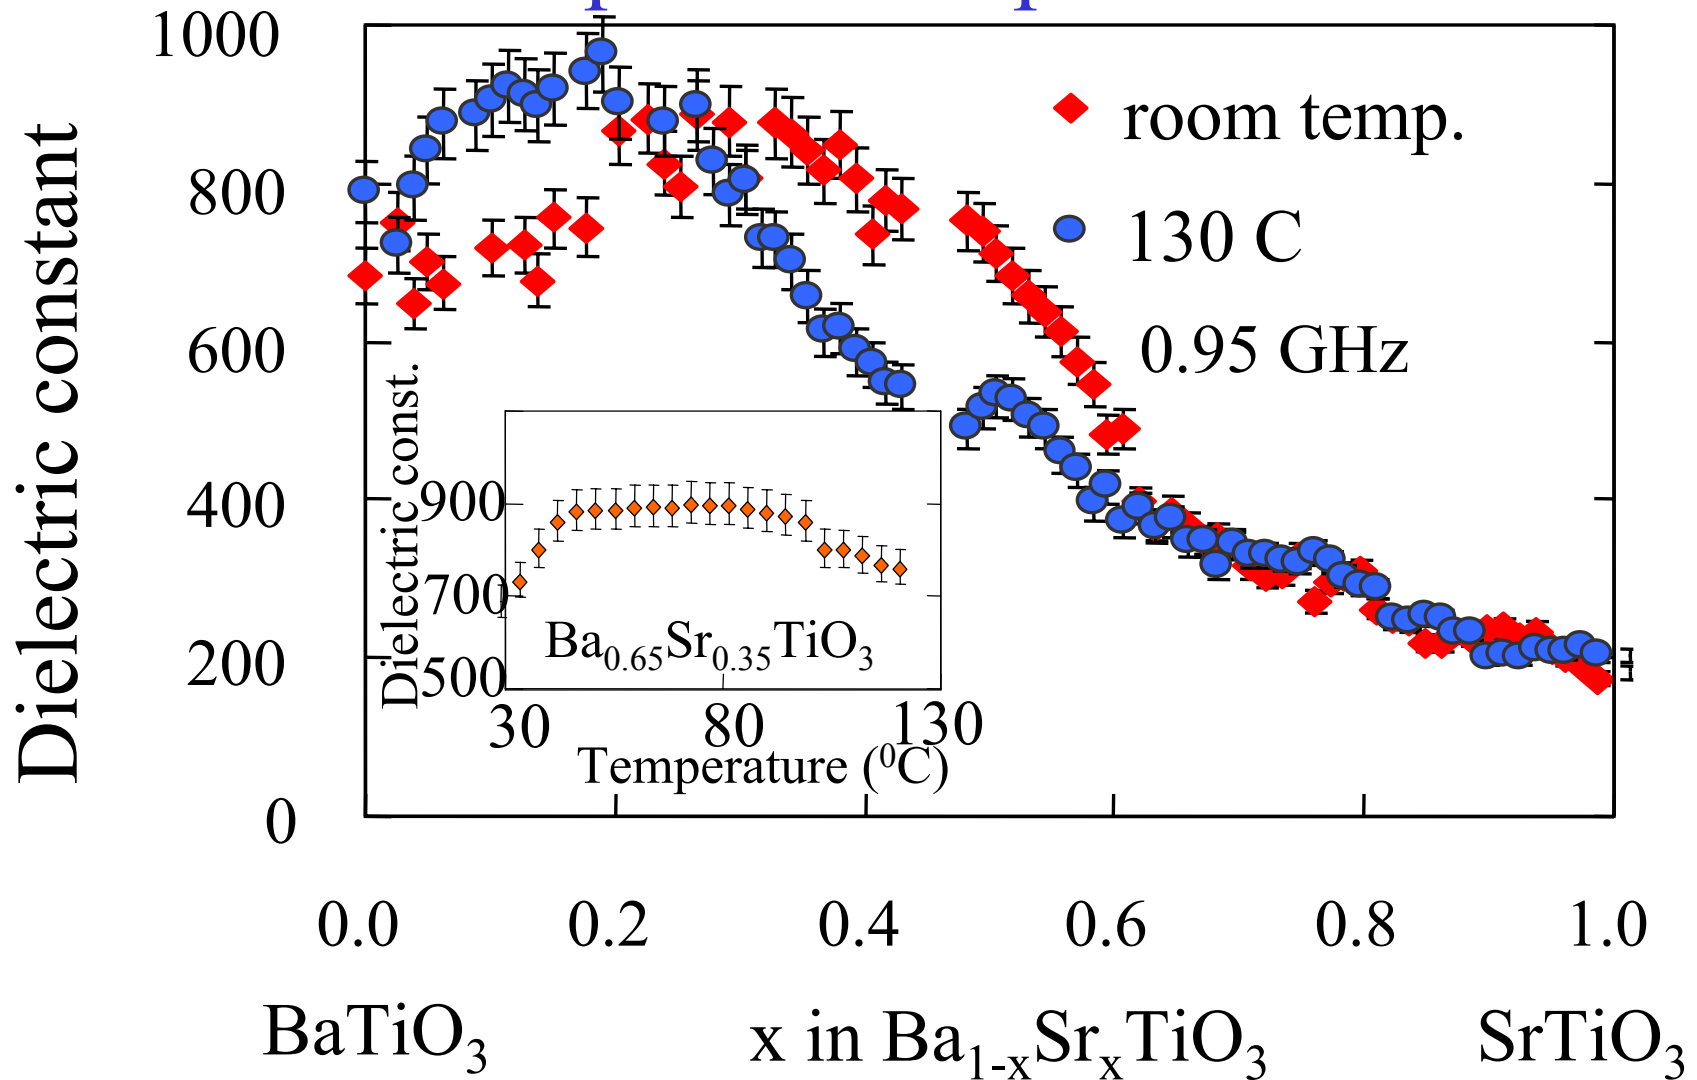 1000
800
600
400
200
0
Dielectric constant
room temp.
130 C
0.95 GHz
Dielectric const.
900
700
500
Ba0.65Sr0.35TiO3
30 80 130
Temperature (⁰C)
0.0 0.2 0.4 0.6 0.8 1.0
BaTiO3 x in Ba1-xSrxTiO3 SrTiO3